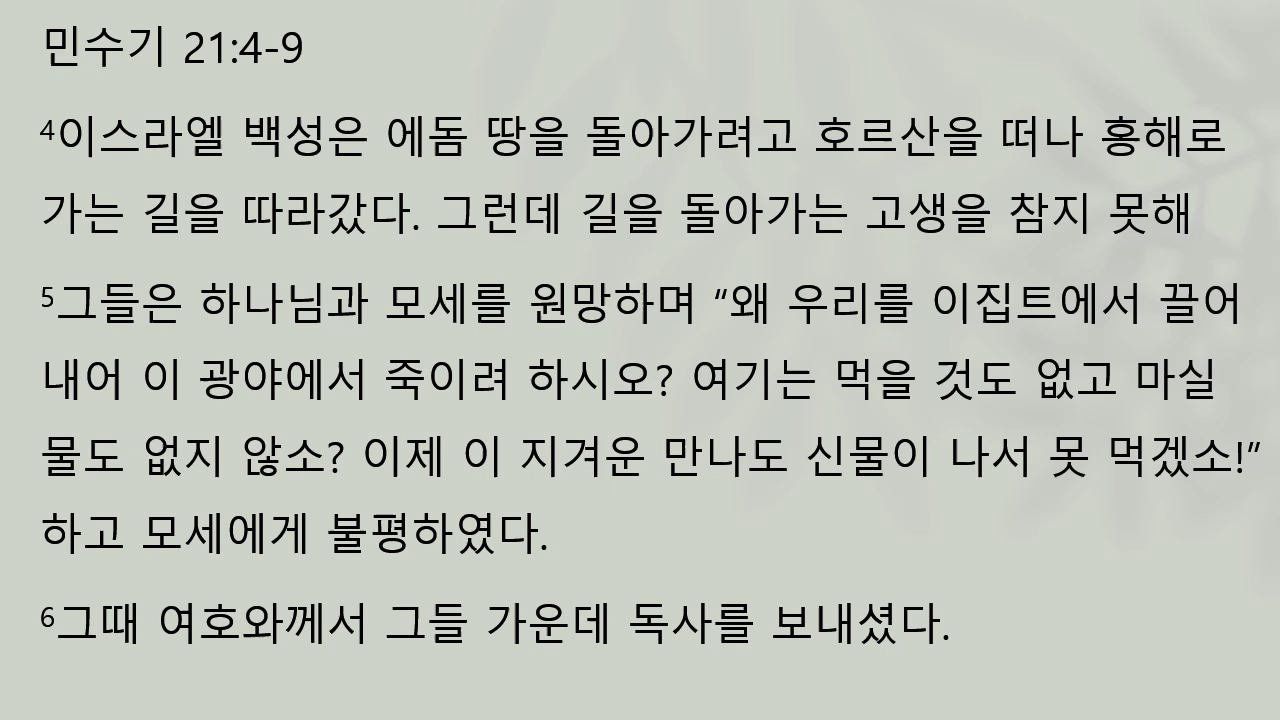 민수기 21:4-9
⁴이스라엘 백성은 에돔 땅을 돌아가려고 호르산을 떠나 홍해로
가는 길을 따라갔다. 그런데 길을 돌아가는 고생을 참지 못해
⁵그들은 하나님과 모세를 원망하며 “왜 우리를 이집트에서 끌어
내어 이 광야에서 죽이려 하시오? 여기는 먹을 것도 없고 마실
물도 없지 않소? 이제 이 지겨운 만나도 신물이 나서 못 먹겠소!”
하고 모세에게 불평하였다.
⁶그때 여호와께서 그들 가운데 독사를 보내셨다.